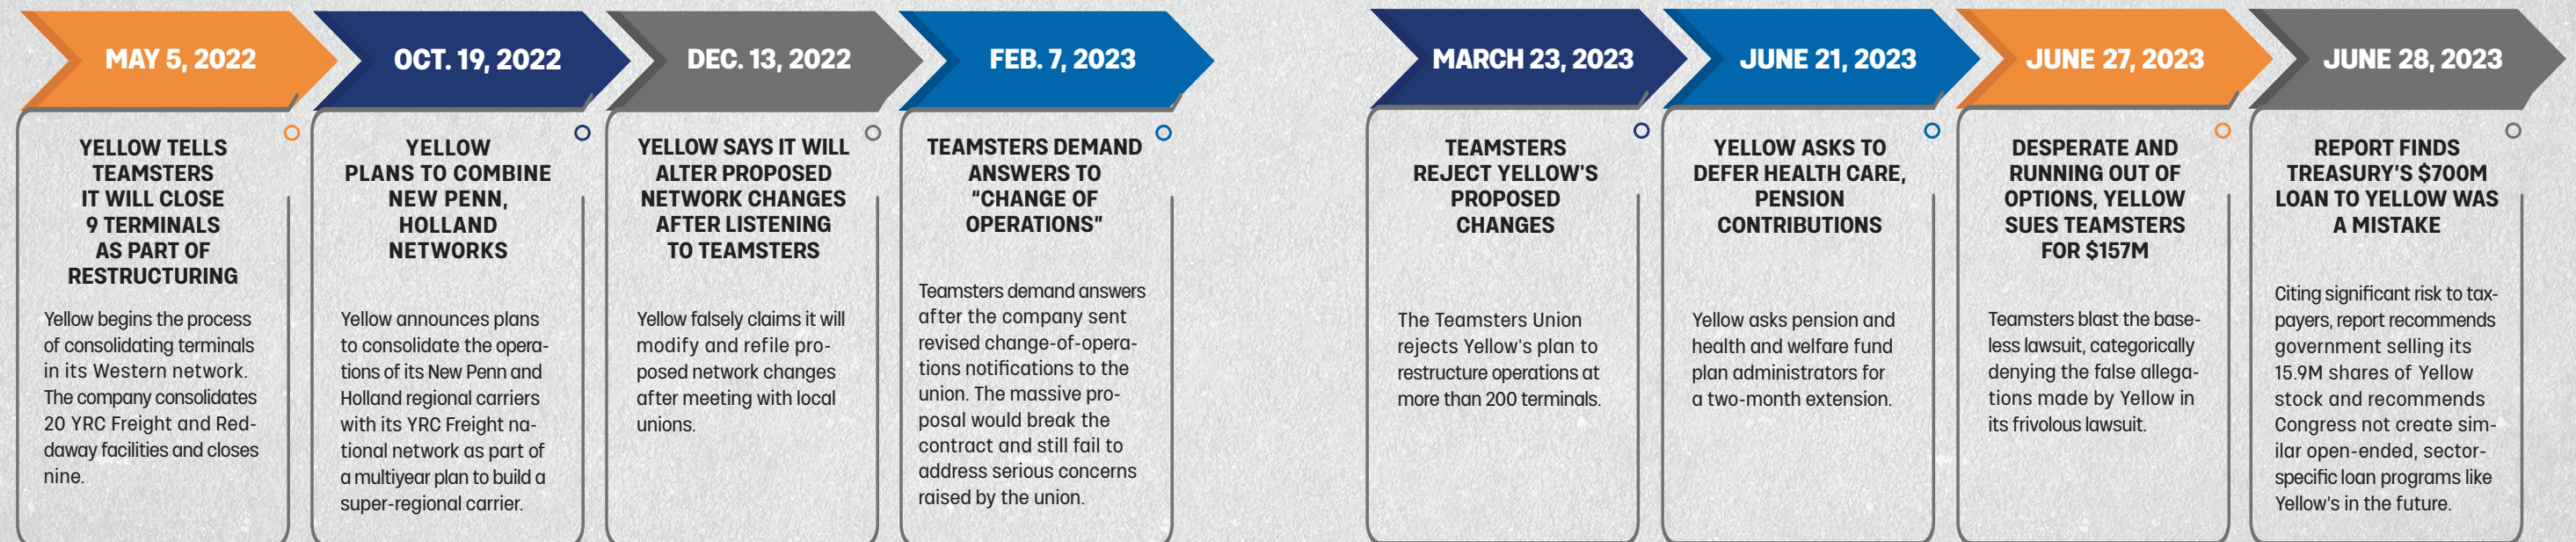 MAY 5, 2022
YELLOW TELLS
TEAMSTERS
IT WILL CLOSE
9 TERMINALS
AS PART OF
RESTRUCTURING
Yellow begins the process
of consolidating terminals
in its Western network.
The company consolidates
20 YRC Freight and Red-
daway facilities and closes
nine.
OCT. 19, 2022
YELLOW
PLANS TO COMBINE
NEW PENN,
HOLLAND
NETWORKS
Yellow announces plans
to consolidate the opera-
tions of its New Penn and
Holland regional carriers
with its YRC Freight na-
tional network as part of
a multiyear plan to build a
super-regional carrier.
DEC. 13, 2022
YELLOW SAYS IT WILL
ALTER PROPOSED
NETWORK CHANGES
AFTER LISTENING
TO TEAMSTERS
Yellow falsely claims it will
modify and refile pro-
posed network changes
after meeting with local
unions.
FEB. 7, 2023
TEAMSTERS DEMAND
ANSWERS TO
"CHANGE OF
OPERATIONS"
Teamsters demand answers
after the company sent
revised change-of-opera-
tions notifications to the
union. The massive pro-
posal would break the
contract and still fail to
address serious concerns
raised by the union.
MARCH 23, 2023
TEAMSTERS
REJECT YELLOW'S
PROPOSED
CHANGES
The Teamsters Union
rejects Yellow's plan to
restructure operations at
more than 200 terminals.
JUNE 21, 2023
YELLOW ASKS TO
DEFER HEALTH CARE,
PENSION
CONTRIBUTIONS
Yellow asks pension and
health and welfare fund
plan administrators for
a two-month extension.
JUNE 27, 2023
DESPERATE AND
RUNNING OUT OF
OPTIONS, YELLOW
SUES TEAMSTERS
FOR $157M
Teamsters blast the base-
less lawsuit, categorically
denying the false allega-
tions made by Yellow in
its frivolous lawsuit.
JUNE 28, 2023
REPORT FINDS
TREASURY'S $700M
LOAN TO YELLOW WAS
A MISTAKE
Citing significant risk to tax-
payers, report recommends
government selling its
15.9M shares of Yellow
stock and recommends
Congress not create sim-
ilar open-ended, sector-
specific loan programs like
Yellow's in the future.